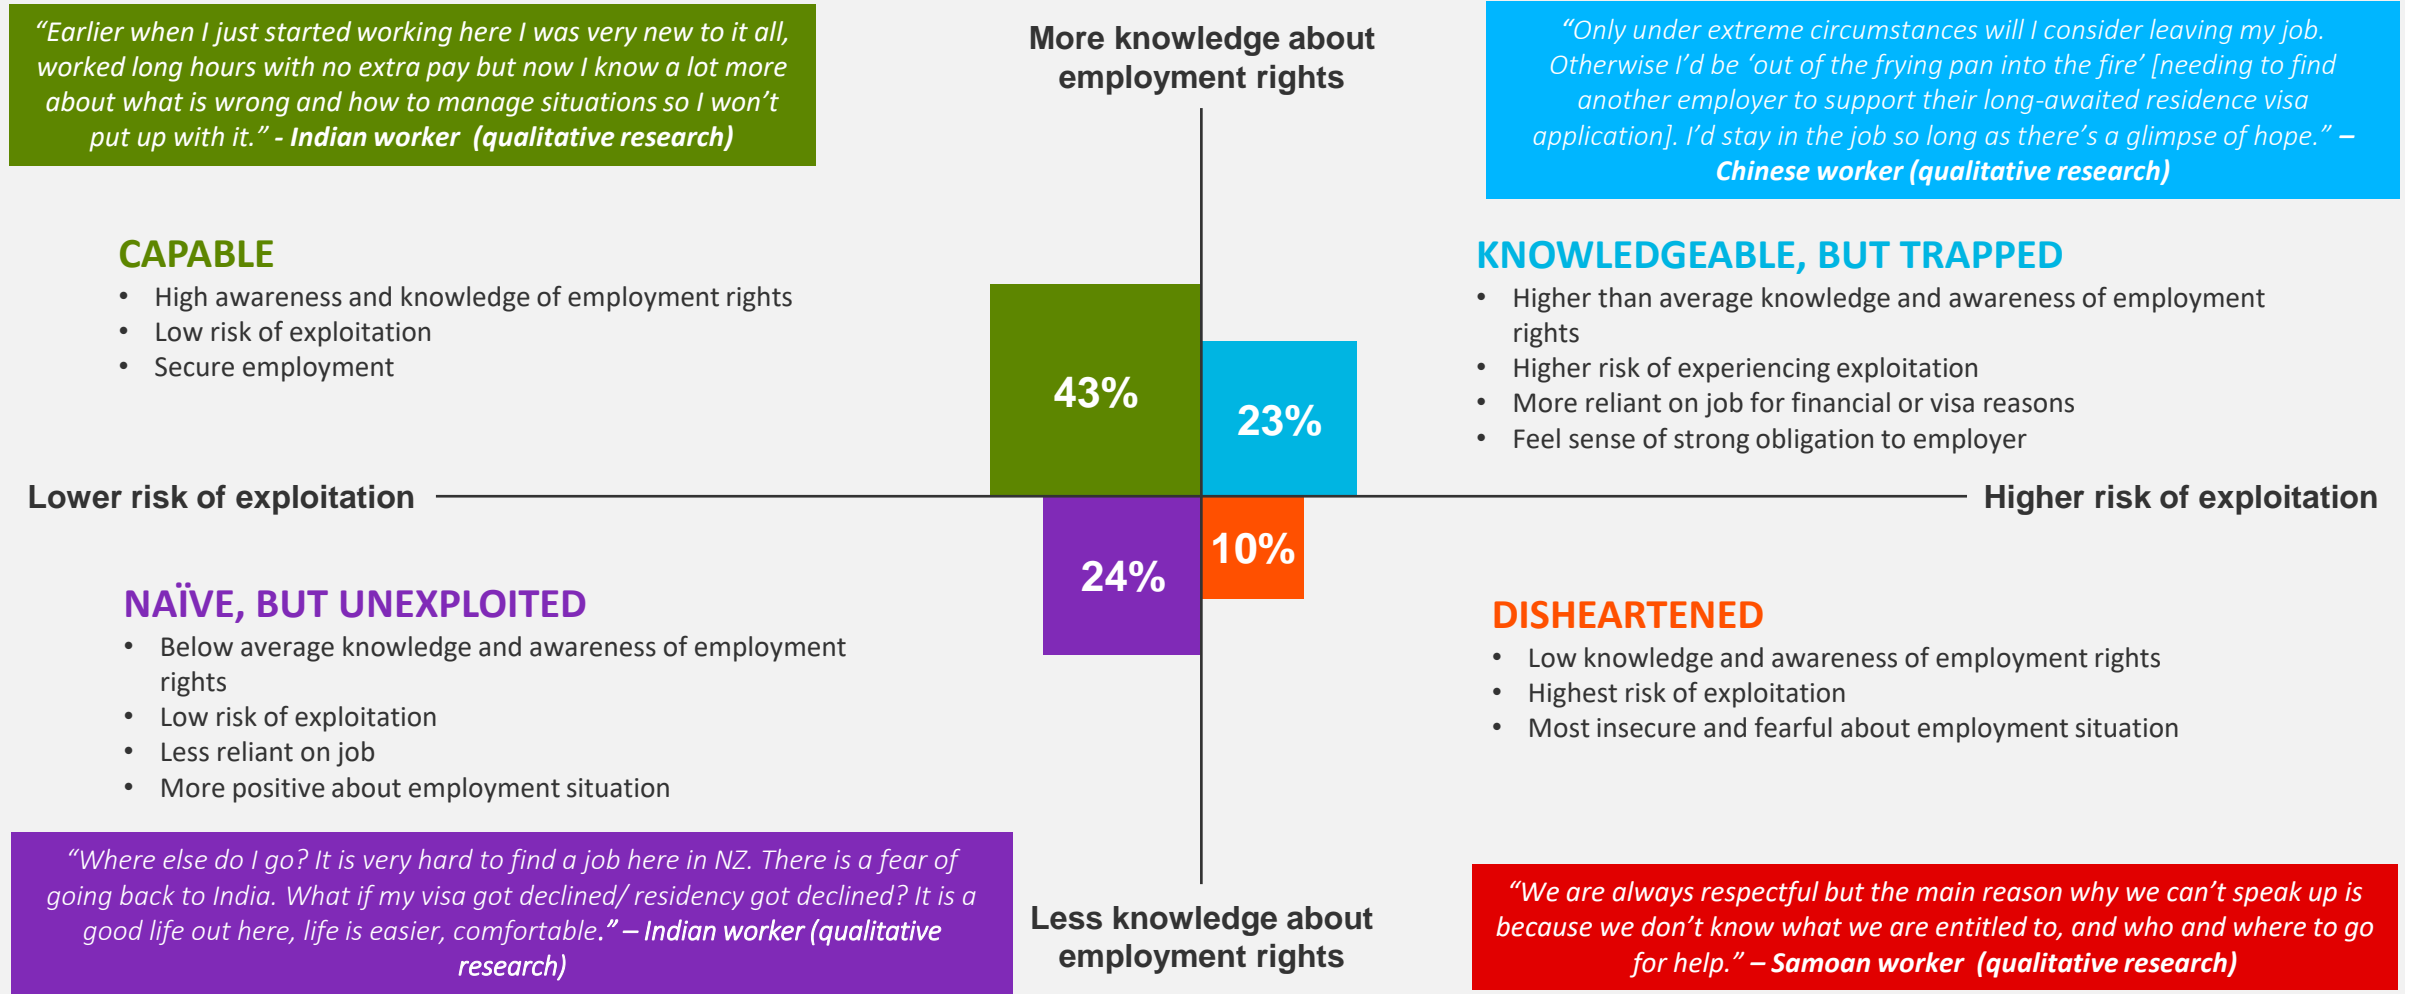 “Earlier when I just started working here I was very new to it all,
worked long hours with no extra pay but now I know a lot more
about what is wrong and how to manage situations so I won’t
put up with it.” - Indian worker (qualitative research)
More knowledge about
employment rights
“Only under extreme circumstances will I consider leaving my job.
Otherwise I’d be ‘out of the frying pan into the fire’ [needing to find
another employer to support their long-awaited residence visa
application]. I’d stay in the job so long as there’s a glimpse of hope.” –
Chinese worker (qualitative research)
CAPABLE
• High awareness and knowledge of employment rights
• Low risk of exploitation
• Secure employment
KNOWLEDGEABLE, BUT TRAPPED
• Higher than average knowledge and awareness of employment
rights
• Higher risk of experiencing exploitation
• More reliant on job for financial or visa reasons
• Feel sense of strong obligation to employer
43%
23%
Lower risk of exploitation
Higher risk of exploitation
24%
10%
NAÏVE, BUT UNEXPLOITED
• Below average knowledge and awareness of employment
rights
• Low risk of exploitation
• Less reliant on job
• More positive about employment situation
DISHEARTENED
• Low knowledge and awareness of employment rights
• Highest risk of exploitation
• Most insecure and fearful about employment situation
“Where else do I go? It is very hard to find a job here in NZ. There is a fear of
going back to India. What if my visa got declined/ residency got declined? It is a
good life out here, life is easier, comfortable.” – Indian worker (qualitative
research)
Less knowledge about
employment rights
“We are always respectful but the main reason why we can’t speak up is
because we don’t know what we are entitled to, and who and where to go
for help.” – Samoan worker (qualitative research)